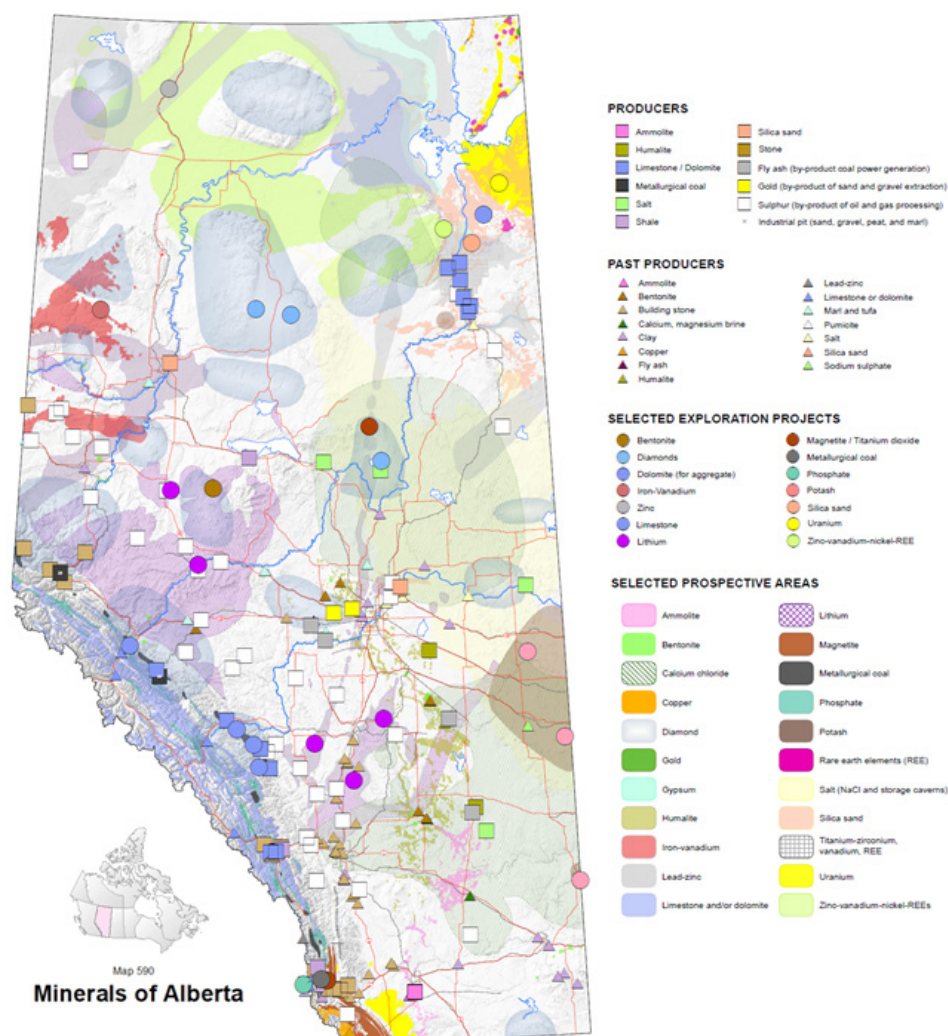 PRODUCERS
Ammolite
Humalite
Limestone / Dolomite
Metallurgical coal
Salt
Shale
Silica sand
Stone
Fly ash (by-product coal power generation)
Gold (by-product of sand and gravel extraction)
Sulphur (by-product of oil and gas processing)
Industrial pit (sand, gravel, peat, and marl)
PAST PRODUCERS
Ammolite
Bentonite
Building stone
Calcium, magnesium brine
Clay
Copper
Fly ash
Humalite
Lead-zinc
Limestone or dolomite
Marl and tufa
Pumicite
Salt
Silica sand
Sodium sulphate
SELECTED EXPLORATION PROJECTS
Bentonite
Diamonds
Dolomite (for aggregate)
Iron-Vanadium
Zinc
Limestone
Lithium
Magnetite / Titanium dioxide
Metallurgical coal
Phosphate
Potash
Silica sand
Uranium
Zinc-vanadium-nickel-REE
SELECTED PROSPECTIVE AREAS
Ammolite
Bentonite
Calcium chloride
Copper
Diamond
Gold
Gypsum
Humalite
Iron-vanadium
Lead-zinc
Limestone and/or dolomite
Lithium
Magnetite
Metallurgical coal
Phosphate
Potash
Rare earth elements (REE)
Salt (NaCl and storage caverns)
Silica sand
Titanium-zirconium,
vanadium, REE
Uranium
Zinc-vanadium-nickel-REEs
Map 590
Minerals of Alberta